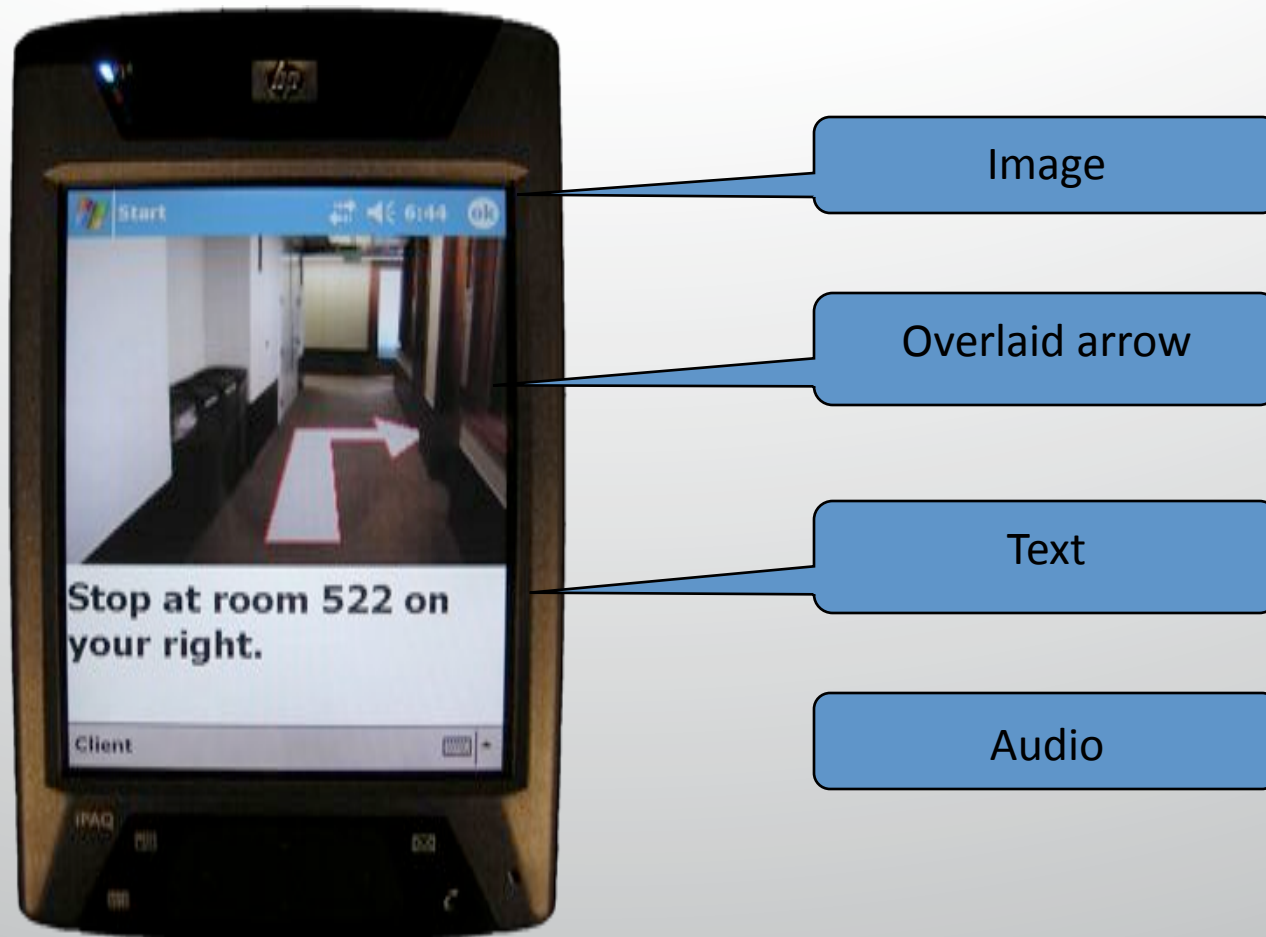 hp
Start 6:44 ok
Stop at room 522 on
your right.
Client
iPAQ
Image
Overlaid arrow
Text
Audio